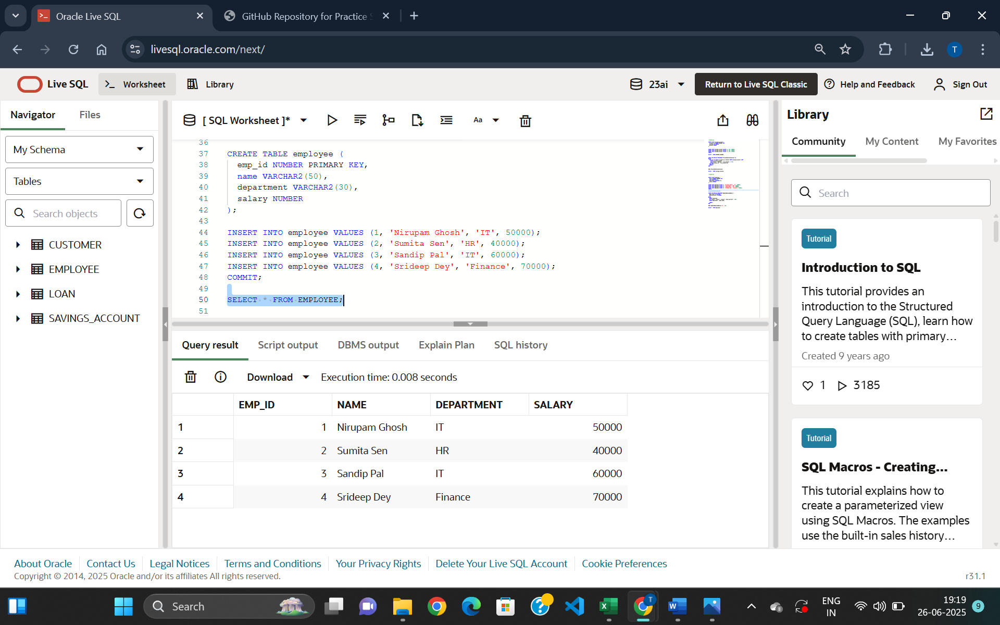 Oracle Live SQL
GitHub Repository for Practice S
livesql.oracle.com/next/
T
Live SQL
Worksheet
Library
23ai
Return to Live SQL Classic
Help and Feedback
Sign Out
Navigator
Files
My Schema
Tables
Search objects
CUSTOMER
EMPLOYEE
LOAN
SAVINGS_ACCOUNT
[ SQL Worksheet ]*
Aa
36
37 CREATE TABLE employee (
38 emp_id NUMBER PRIMARY KEY,
39 name VARCHAR2(50),
40 department VARCHAR2(30),
41 salary NUMBER
42 );
43
44 INSERT INTO employee VALUES (1, 'Nirupam Ghosh', 'IT', 50000);
45 INSERT INTO employee VALUES (2, 'Sumita Sen', 'HR', 40000);
46 INSERT INTO employee VALUES (3, 'Sandip Pal', 'IT', 60000);
47 INSERT INTO employee VALUES (4, 'Srideep Dey', 'Finance', 70000);
48 COMMIT;
49
50 SELECT * FROM EMPLOYEE;
51
Query result
Script output
DBMS output
Explain Plan
SQL history
Download
Execution time: 0.008 seconds
EMP_ID NAME DEPARTMENT SALARY
1 1 Nirupam Ghosh IT 50000
2 2 Sumita Sen HR 40000
3 3 Sandip Pal IT 60000
4 4 Srideep Dey Finance 70000
Library
Community
My Content
My Favorites
Search
Tutorial
Introduction to SQL
This tutorial provides an
introduction to the Structured
Query Language (SQL), learn how
to create tables with primary...
Created 9 years ago
1 3185
Tutorial
SQL Macros - Creating...
This tutorial explains how to
create a parameterized view
using SQL Macros. The examples
use the built-in sales history...
About Oracle
Contact Us
Legal Notices
Terms and Conditions
Your Privacy Rights
Delete Your Live SQL Account
Cookie Preferences
Copyright © 2014, 2025 Oracle and/or its affiliates All rights reserved.
r31.1
Search
T
ENG
IN
19:19
26-06-2025
9